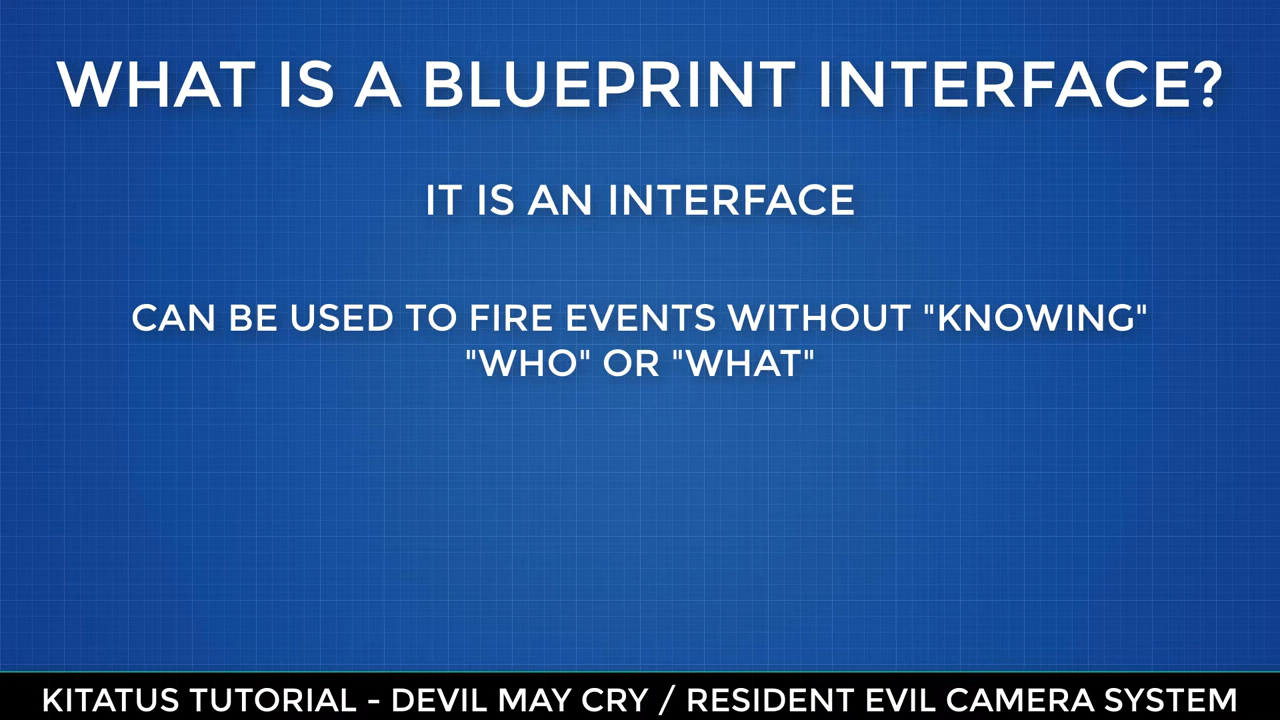 WHAT IS A BLUEPRINT INTERFACE?
IT IS AN INTERFACE
CAN BE USED TO FIRE EVENTS WITHOUT "KNOWING"
"WHO" OR "WHAT"
KITATUS TUTORIAL - DEVIL MAY CRY / RESIDENT EVIL CAMERA SYSTEM